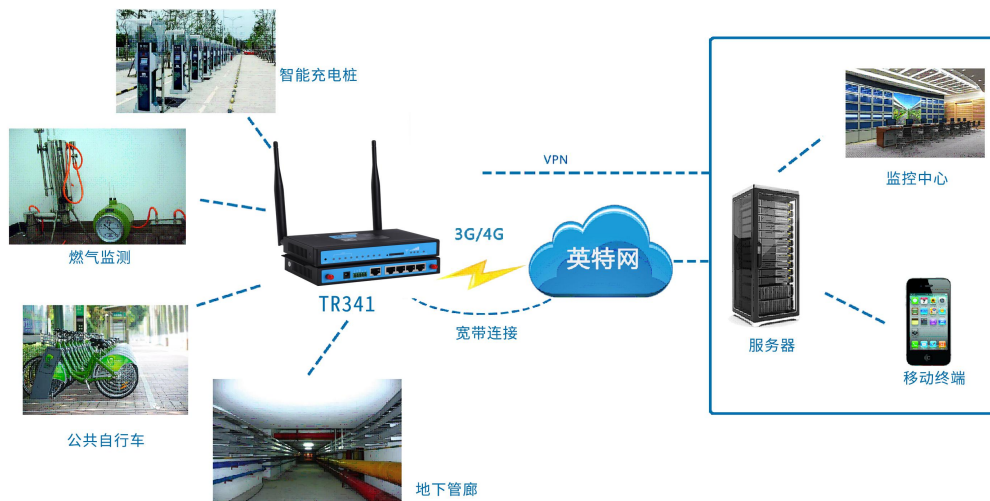 智能充电桩
VPN
监控中心
燃气监测
3G/4G
英特网
TR341
宽带连接
服务器
移动终端
公共自行车
地下管廊